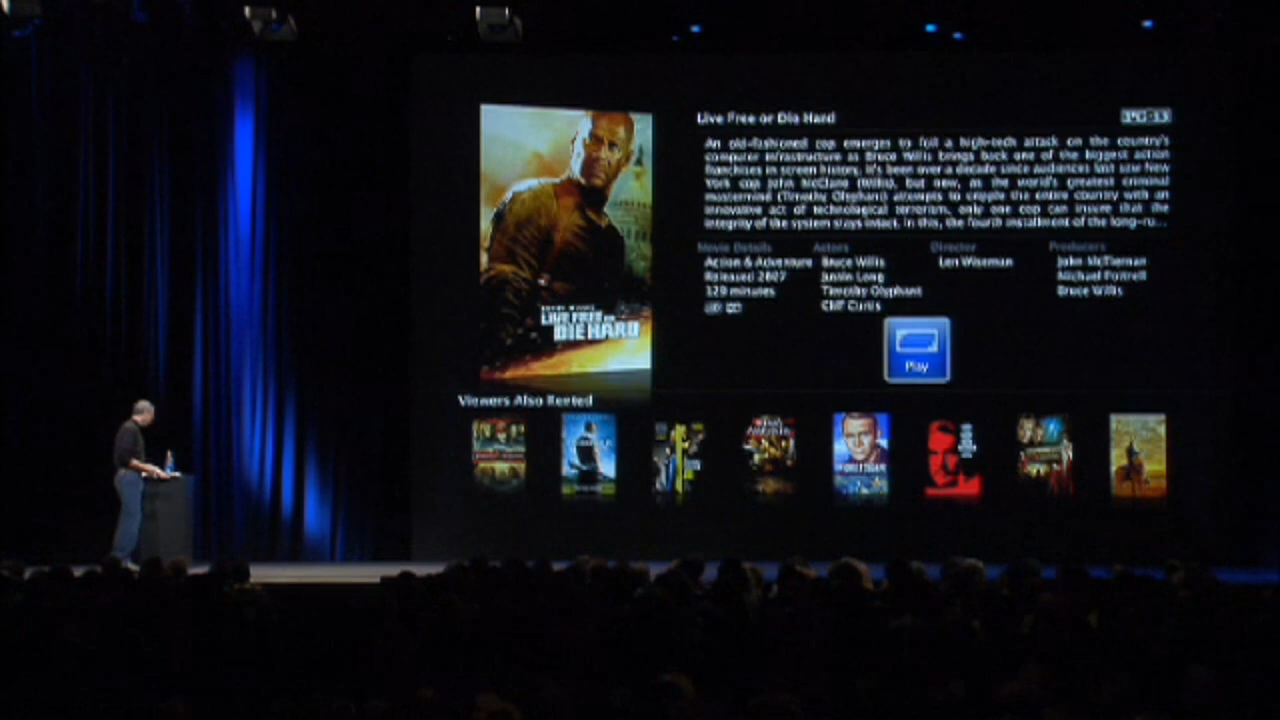 Live Free or Die Hard
PG-13
An old-fashioned cop emerges to foil a high-tech attack on the country's
computer infrastructure as Bruce Willis brings back one of the biggest action
franchises in screen history. It's been over a decade since audiences last saw New
York cop John McClane (Willis), but now, as the world's greatest criminal
mastermind (Timothy Olyphant) attempts to cripple the entire country with an
innovative act of technological terrorism, only one cop can insure that the
integrity of the system stays intact. In this, the fourth installment of the long-ru...
Movie Details Actors Director Producers
Action & Adventure Bruce Willis Len Wiseman John McTiernan
Released 2007 Justin Long Michael Fottrell
129 minutes Timothy Olyphant Bruce Willis
Cliff Curtis
LIVE FREE OR
DIE HARD
Play
Viewers Also Rented